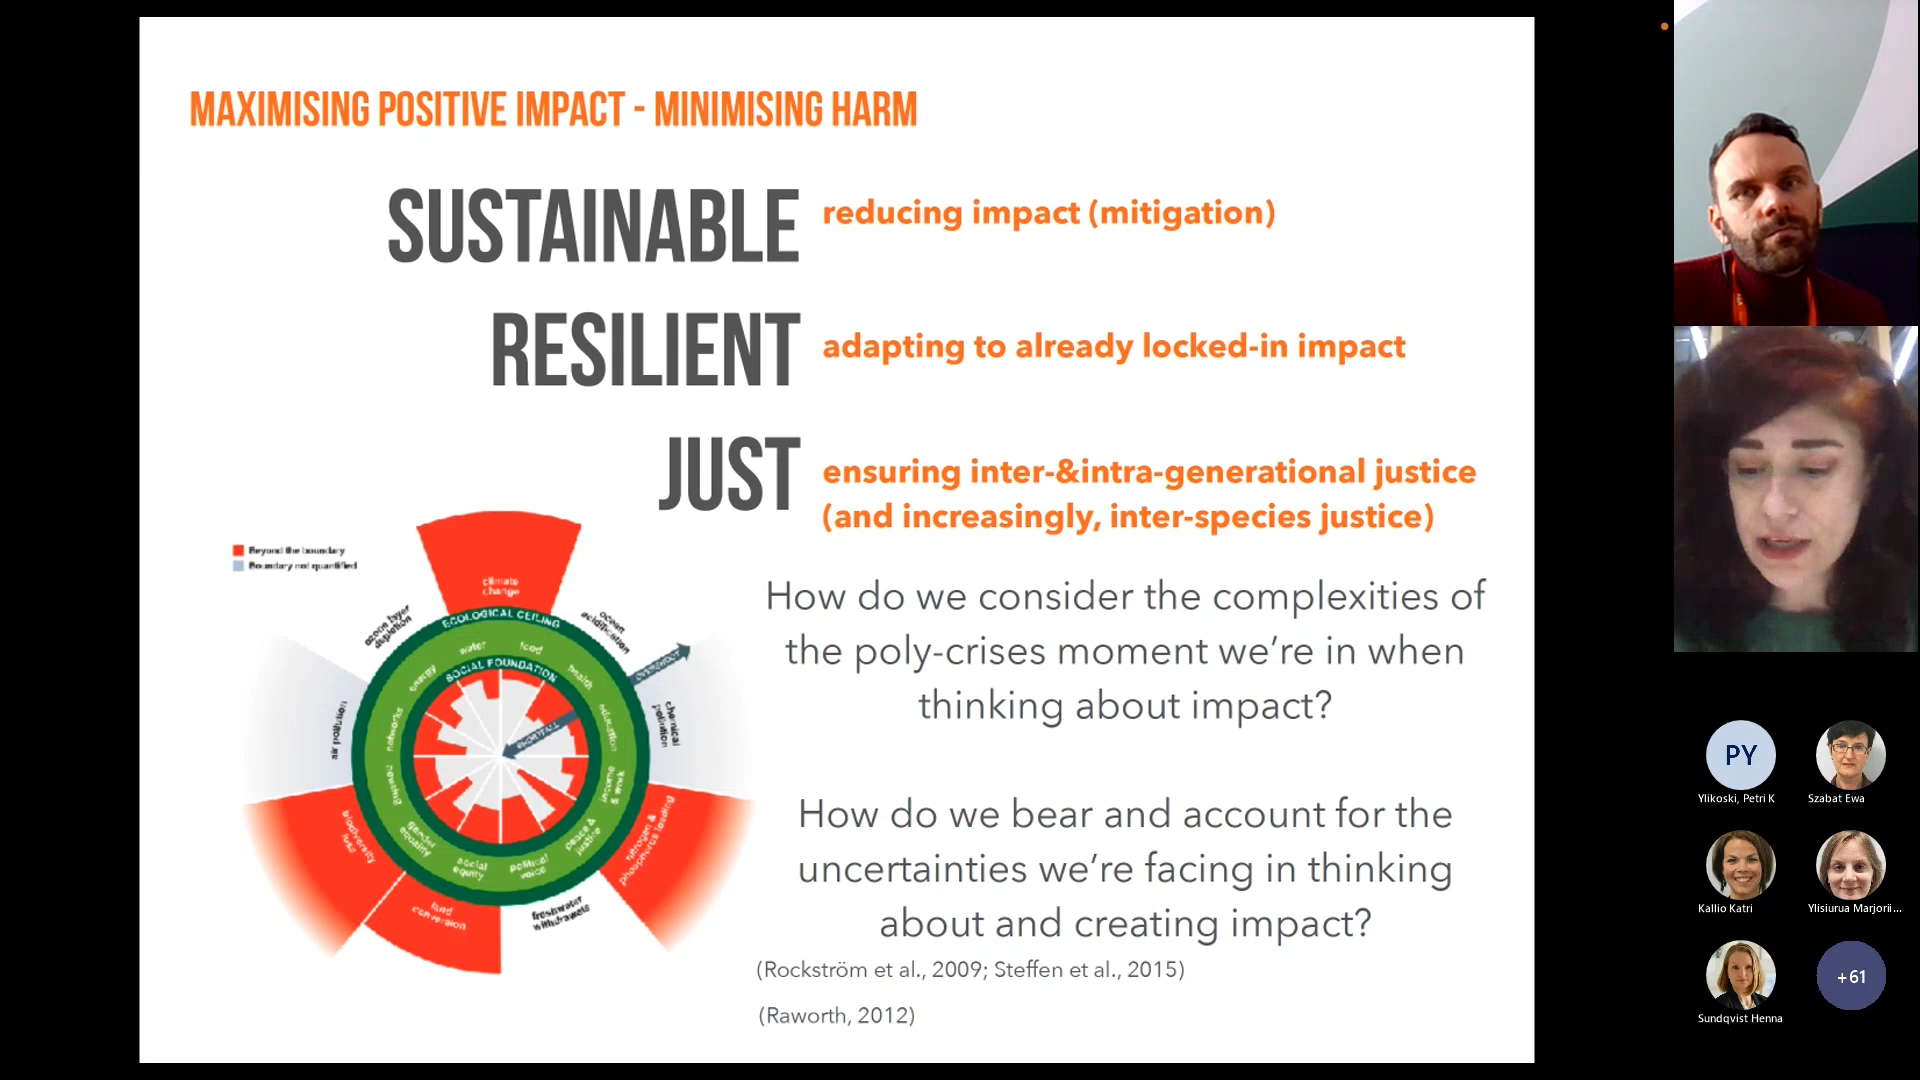 MAXIMISING POSITIVE IMPACT - MINIMISING HARM
SUSTAINABLE
reducing impact (mitigation)
RESILIENT
adapting to already locked-in impact
JUST
ensuring inter-&intra-generational justice
(and increasingly, inter-species justice)
Beyond the boundary
Boundary not quantified
climate
change
ozone layer
depletion
ocean
acidification
ECOLOGICAL CEILING
water
food
energy
health
SOCIAL FOUNDATION
OVERSHOOT
SHORTFALL
air pollution
networks
education
chemical
pollution
housing
income
& work
gender
equality
social
equity
political
voice
peace &
justice
biodiversity
loss
land
conversion
freshwater
withdrawals
nitrogen &
phosphorus loading
How do we consider the complexities of
the poly-crises moment we're in when
thinking about impact?
How do we bear and account for the
uncertainties we're facing in thinking
about and creating impact?
(Rockström et al., 2009; Steffen et al., 2015)
(Raworth, 2012)
PY
Ylikoski, Petri K
Szabat Ewa
Kallio Katri
Ylisiurua Marjorii...
Sundqvist Henna
+61